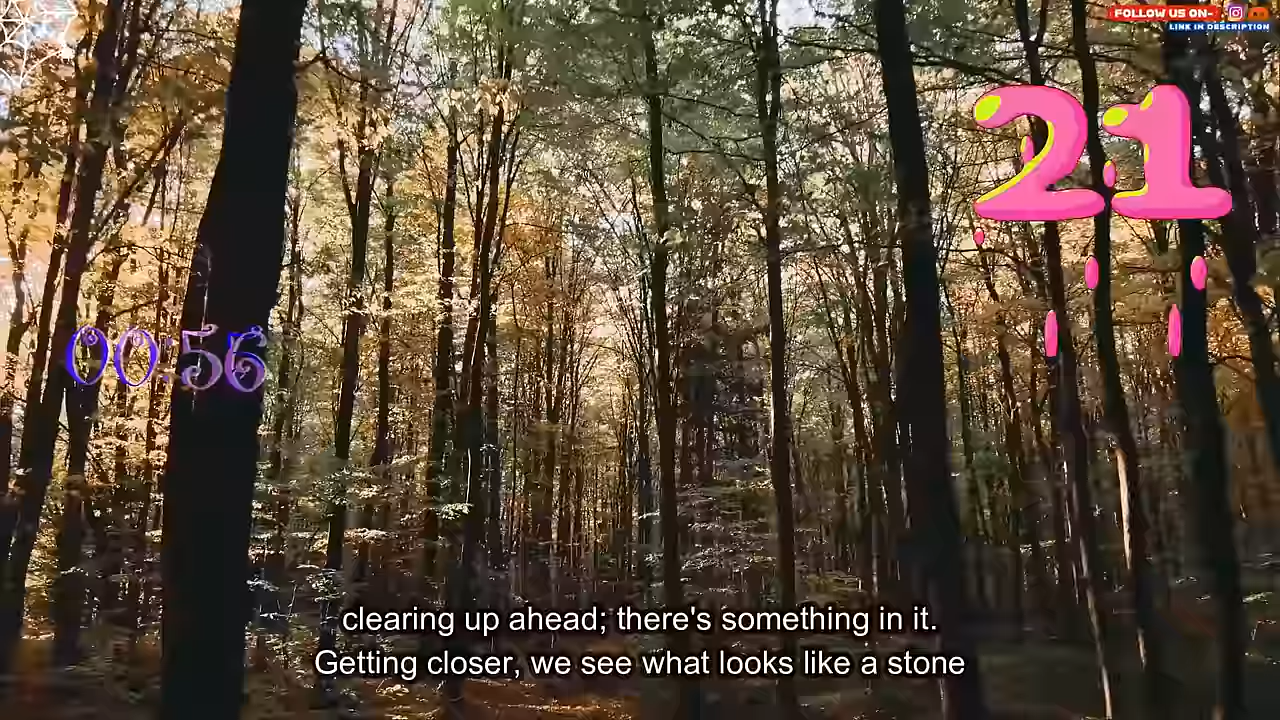 FOLLOW US ON-
LINK IN DESCRIPTION
21
00:56
clearing up ahead; there's something in it.
Getting closer, we see what looks like a stone